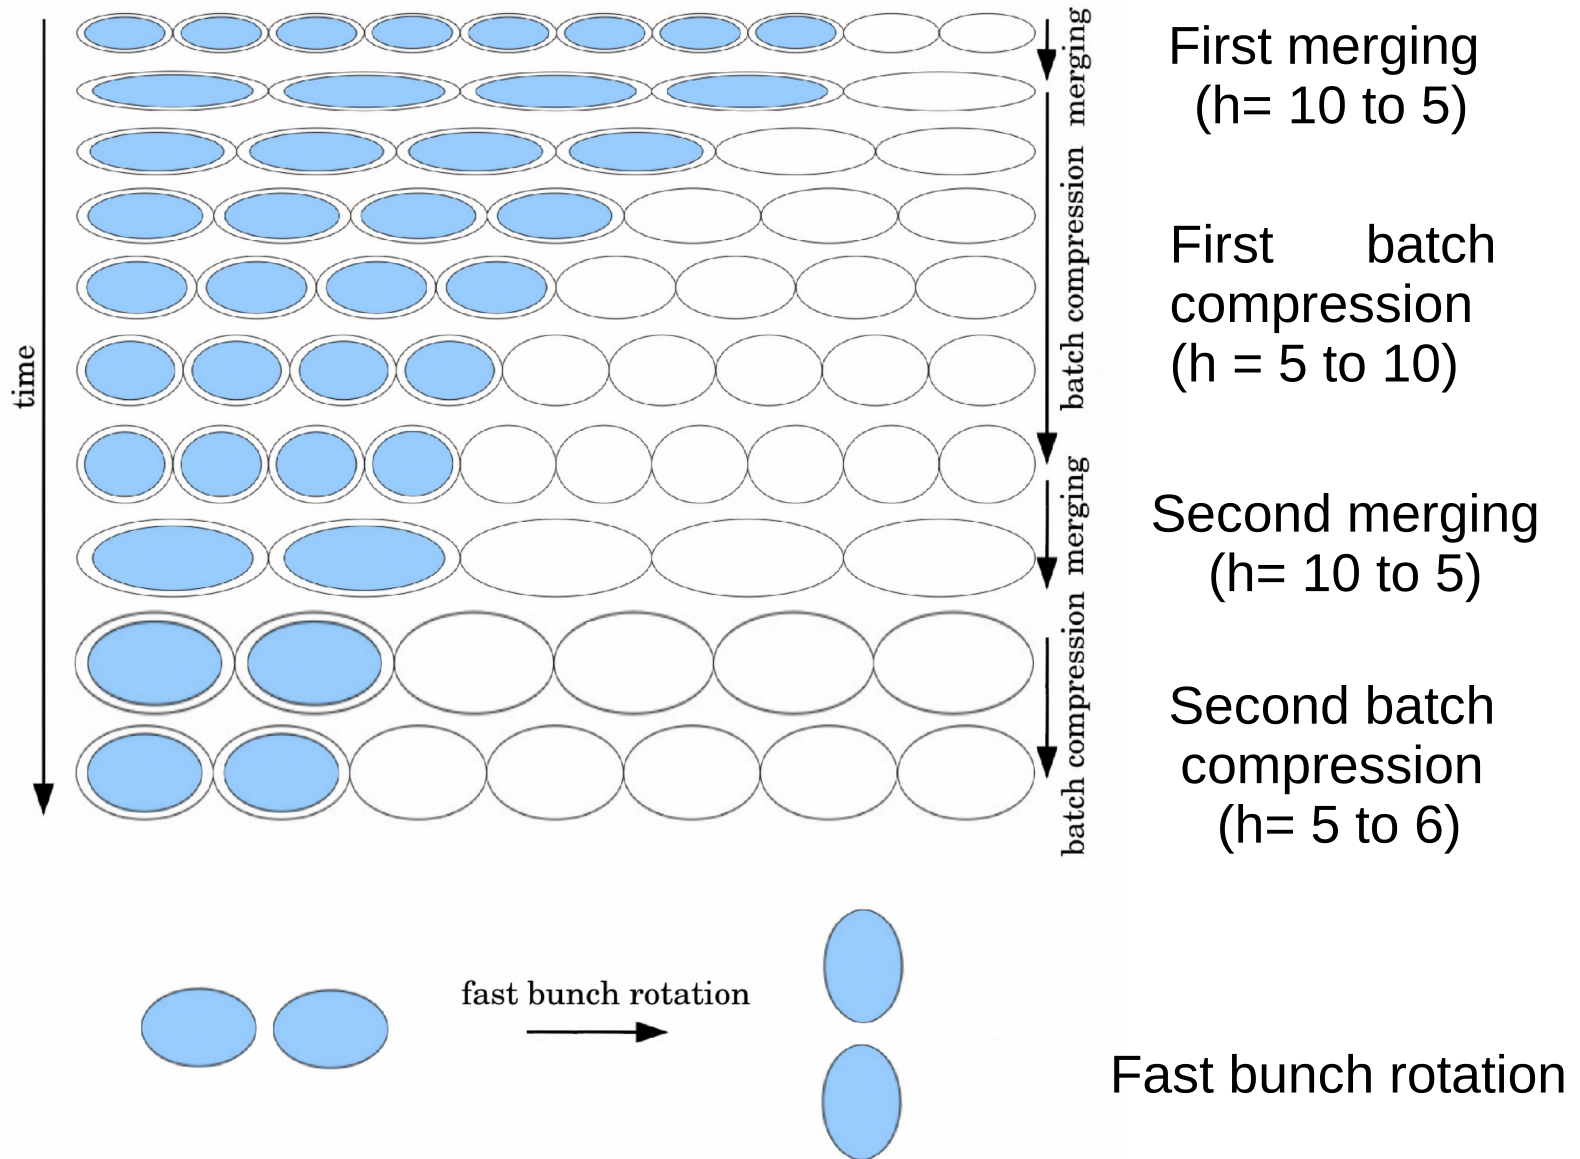 time
merging
batch compression
merging
batch compression
First merging
(h= 10 to 5)
First batch
compression
(h = 5 to 10)
Second merging
(h= 10 to 5)
Second batch
compression
(h= 5 to 6)
fast bunch rotation
Fast bunch rotation